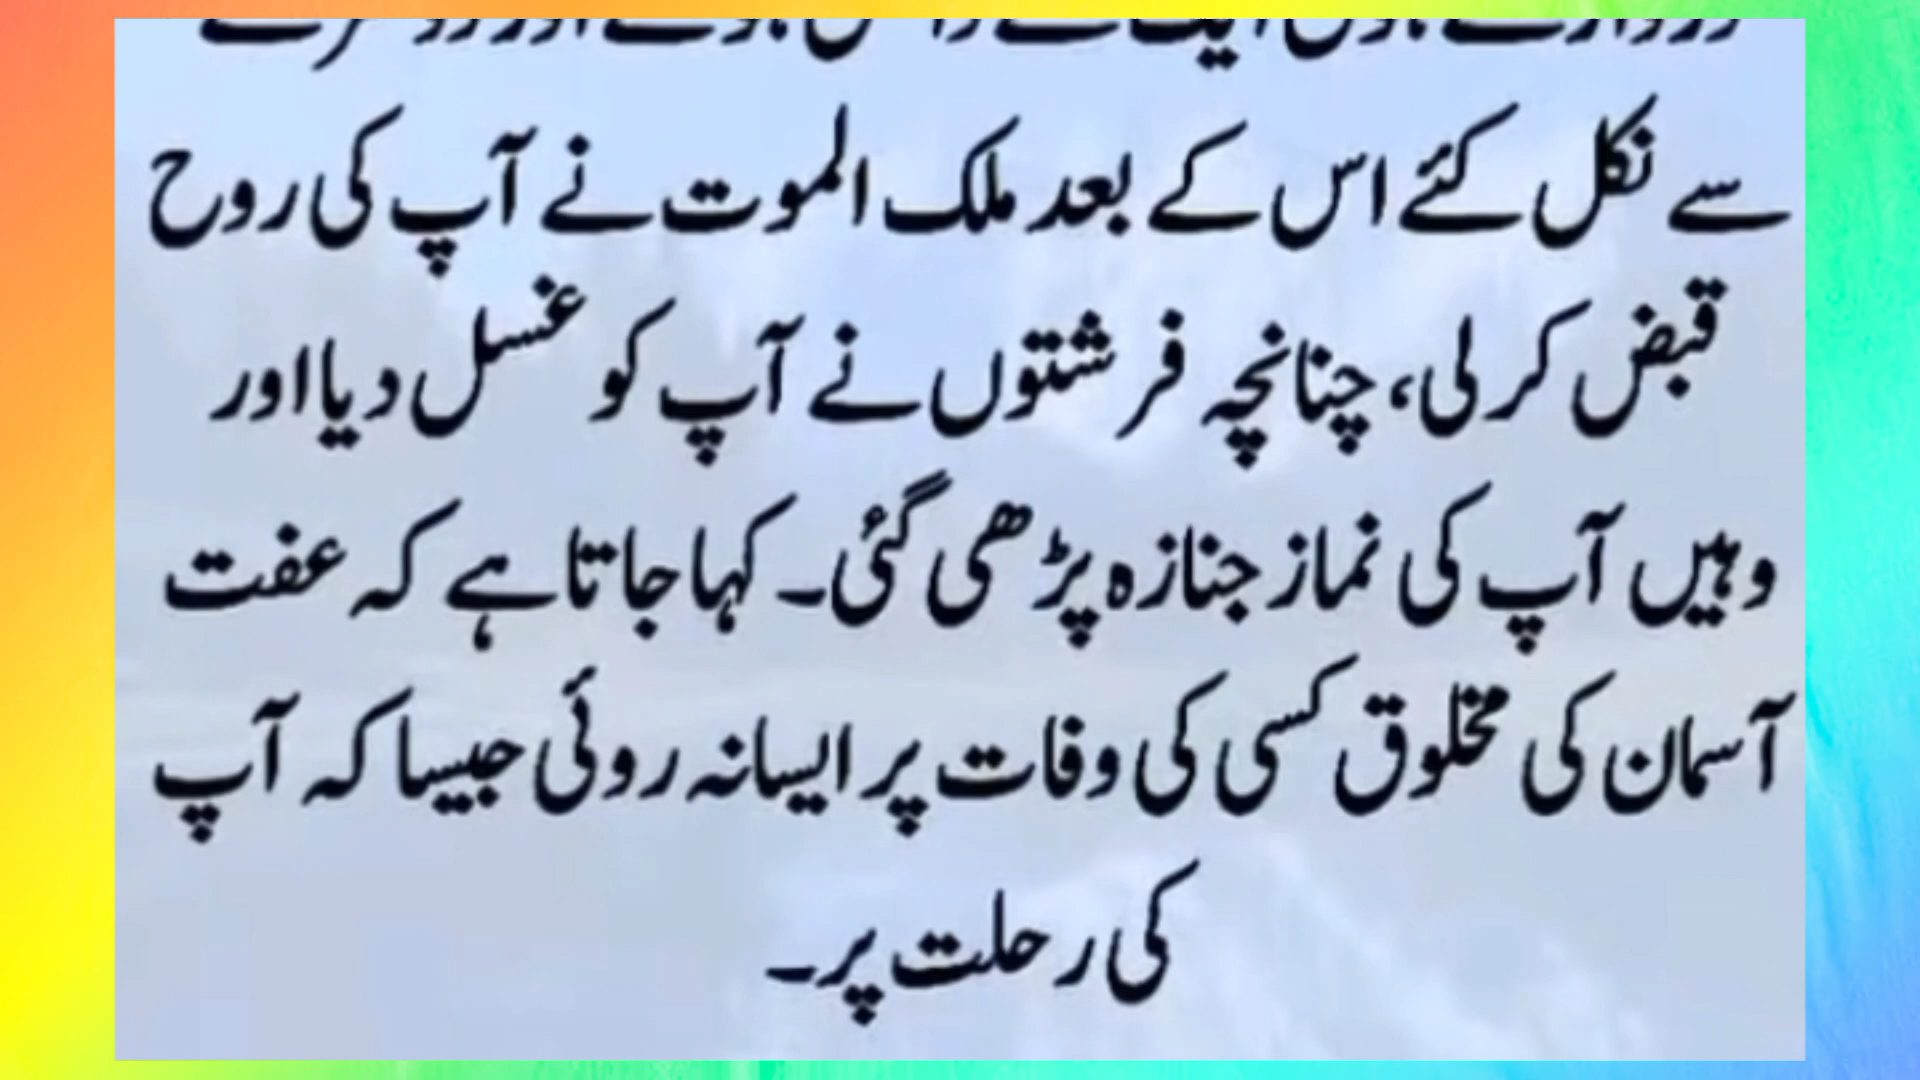 سے نکل کئے اس کے بعد ملک الموت نے آپ کی روح
قبض کرلی، چنانچہ فرشتوں نے آپ کو غسل دیا اور
وہیں آپ کی نماز جنازہ پڑھی گئی۔ کہا جاتا ہے کہ عفت
آسمان کی مخلوق کسی کی وفات پر ایسا نہ روئی جیسا کہ آپ
کی رحلت پر۔